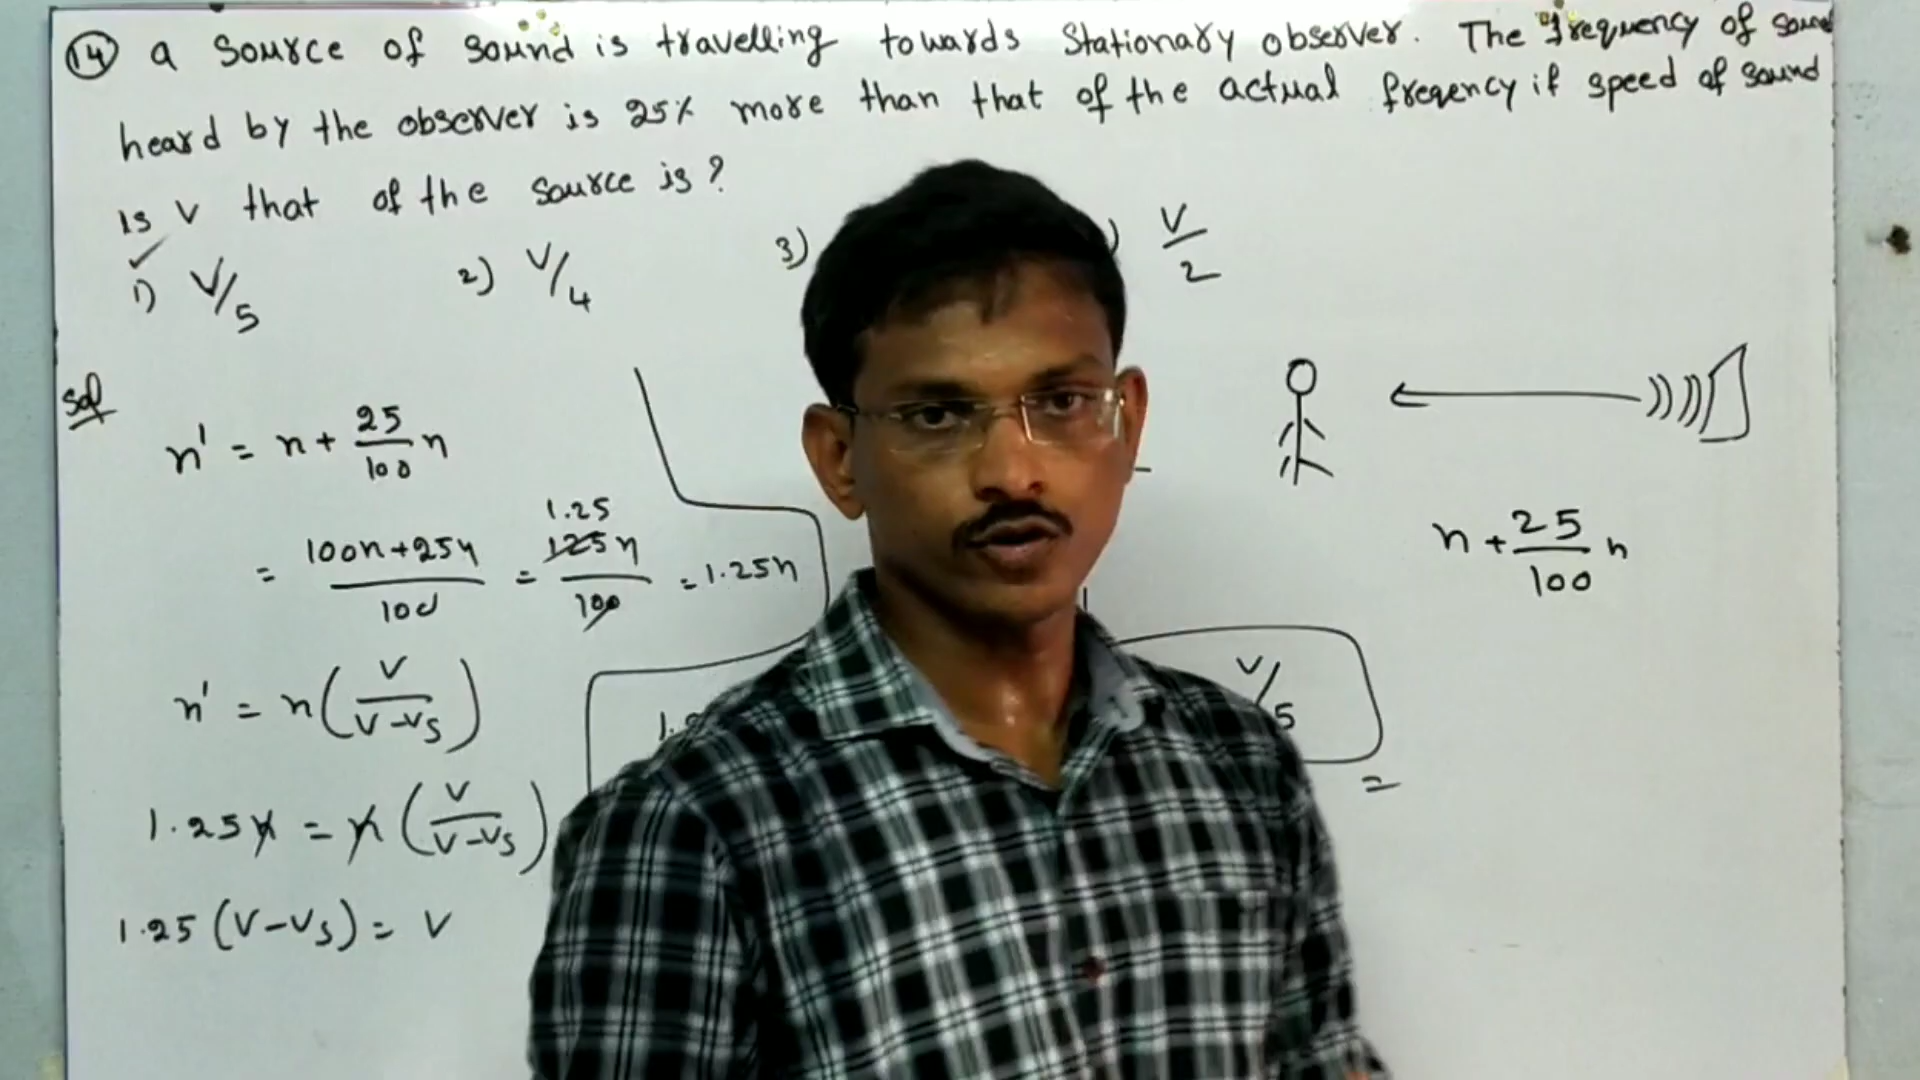 14 a source of sound is travelling towards stationary observer. The frequency of sound
heard by the observer is 25% more than that of the actual freqency if speed of sound
is v that of the source is?
1) V/5 2) V/4 3) ) V/2
Sol
n' = n + 25/100 n
= 100n+25n/100 = 125n/100 = 1.25n
1.25
n' = n (V/V-Vs)
1.25n = n (V/V-Vs)
1.25 (V-Vs) = V
n + 25/100 n
V/5
=